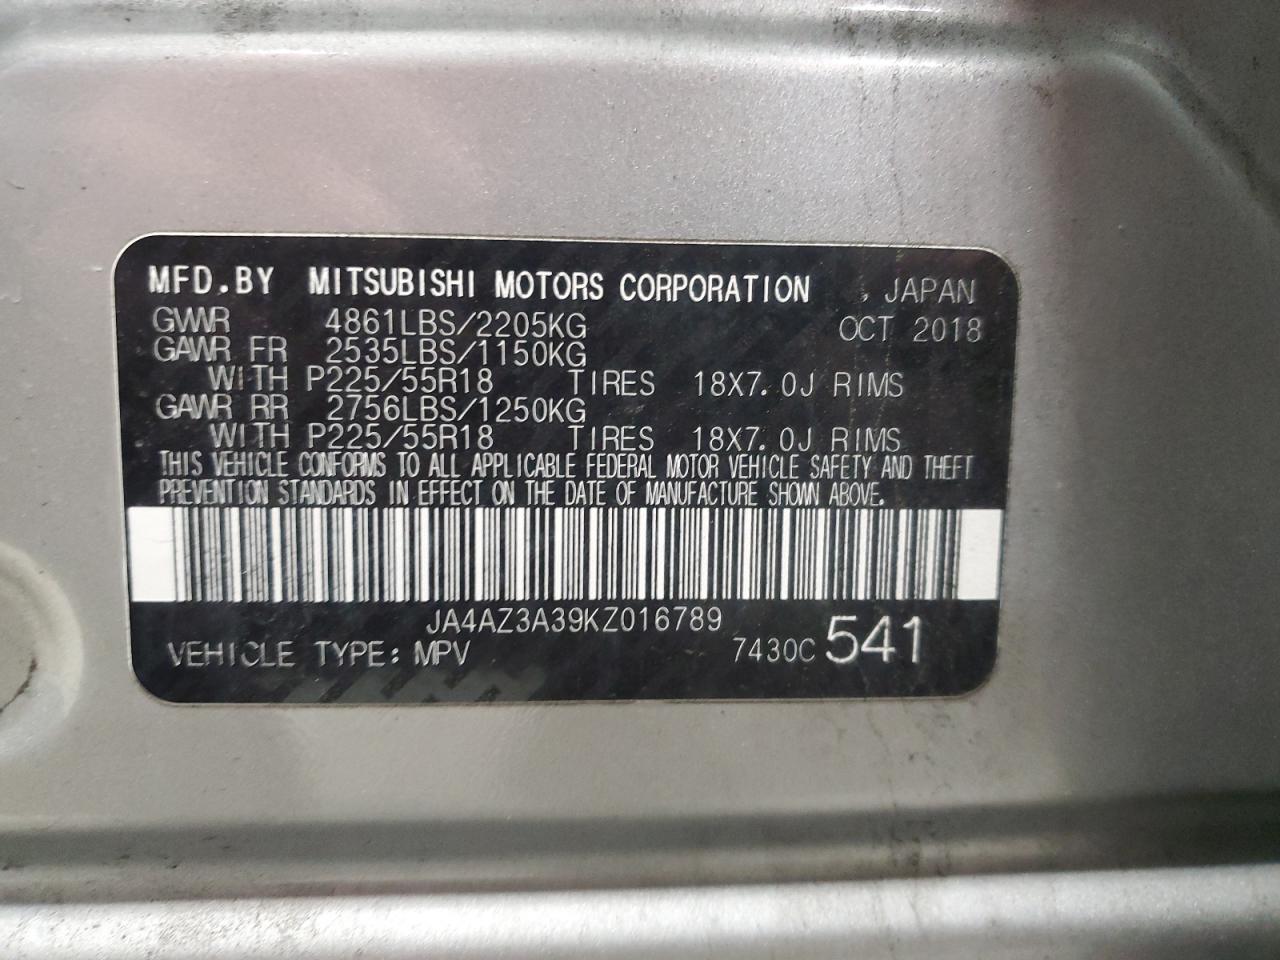 MFD.BY MITSUBISHI MOTORS CORPORATION , JAPAN
GVWR 4861LBS/2205KG OCT 2018
GAWR FR 2535LBS/1150KG
WITH P225/55R18 TIRES 18X7.0J RIMS
GAWR RR 2756LBS/1250KG
WITH P225/55R18 TIRES 18X7.0J RIMS
THIS VEHICLE CONFORMS TO ALL APPLICABLE FEDERAL MOTOR VEHICLE SAFETY AND THEFT
PREVENTION STANDARDS IN EFFECT ON THE DATE OF MANUFACTURE SHOWN ABOVE.
JA4AZ3A39KZ016789
VEHICLE TYPE: MPV 7430C 541